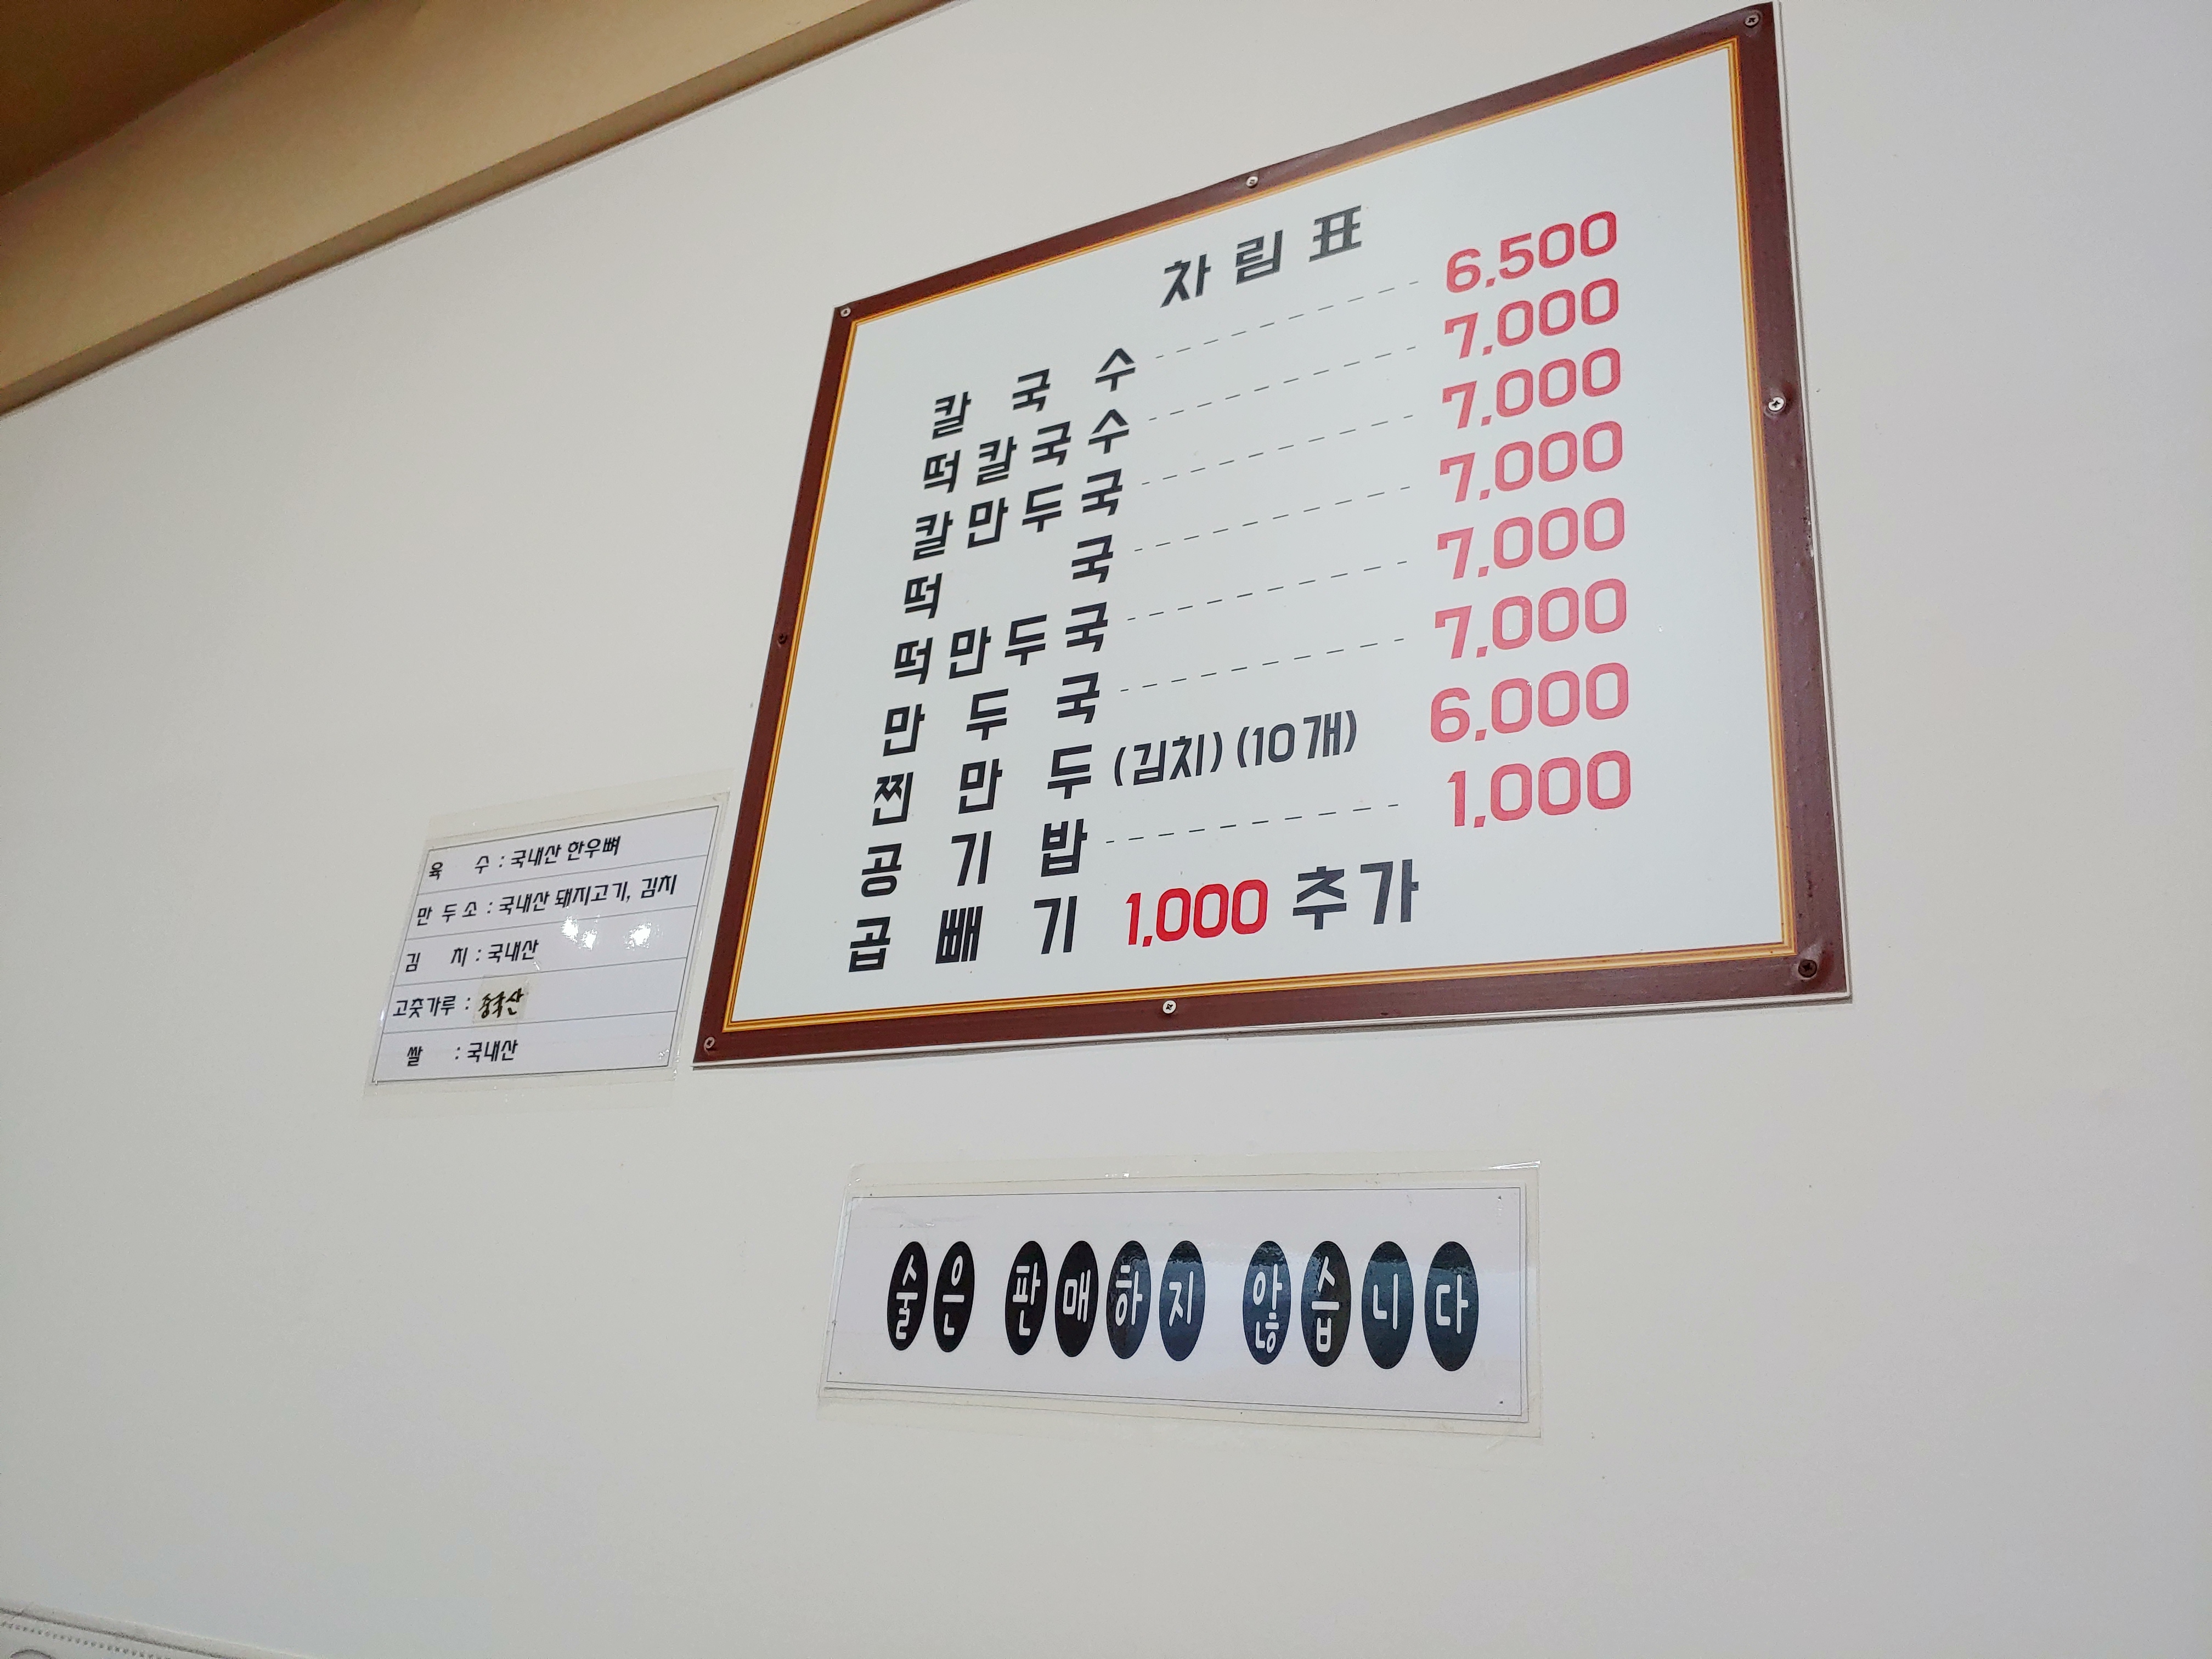 차림표
칼국수 6,500
떡칼국수 7,000
칼만두국 7,000
떡국 7,000
떡만두국 7,000
만두국 7,000
찐만두 (김치) (10개) 6,000
공기밥 1,000
곱빼기 1,000 추가
육수 : 국내산 한우뼈
만두소 : 국내산 돼지고기, 김치
김치 : 국내산
고춧가루 : 중국산
쌀 : 국내산
술은 판매하지 않습니다